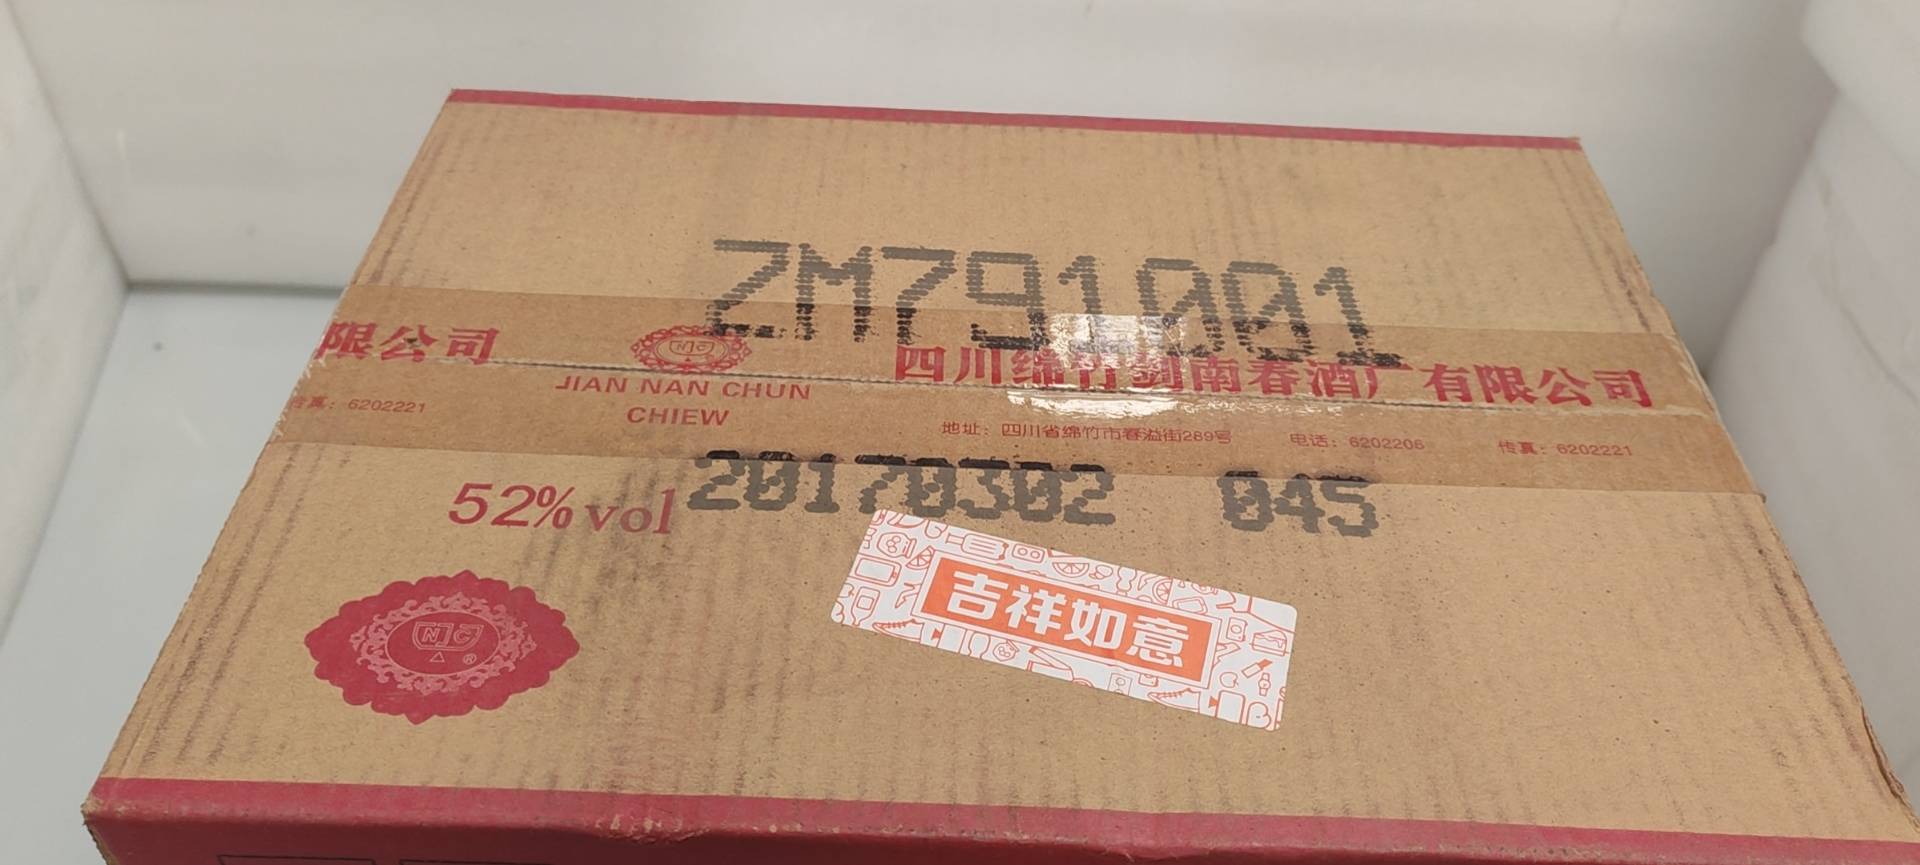 ZM791001
限公司
NJC
四川绵竹剑南春酒厂有限公司
JIAN NAN CHUN
CHIEW
传真：6202221
地址：四川省绵竹市春溢街289号 电话：6202206 传真：6202221
20170302 045
52%vol
吉祥如意
NJC
®